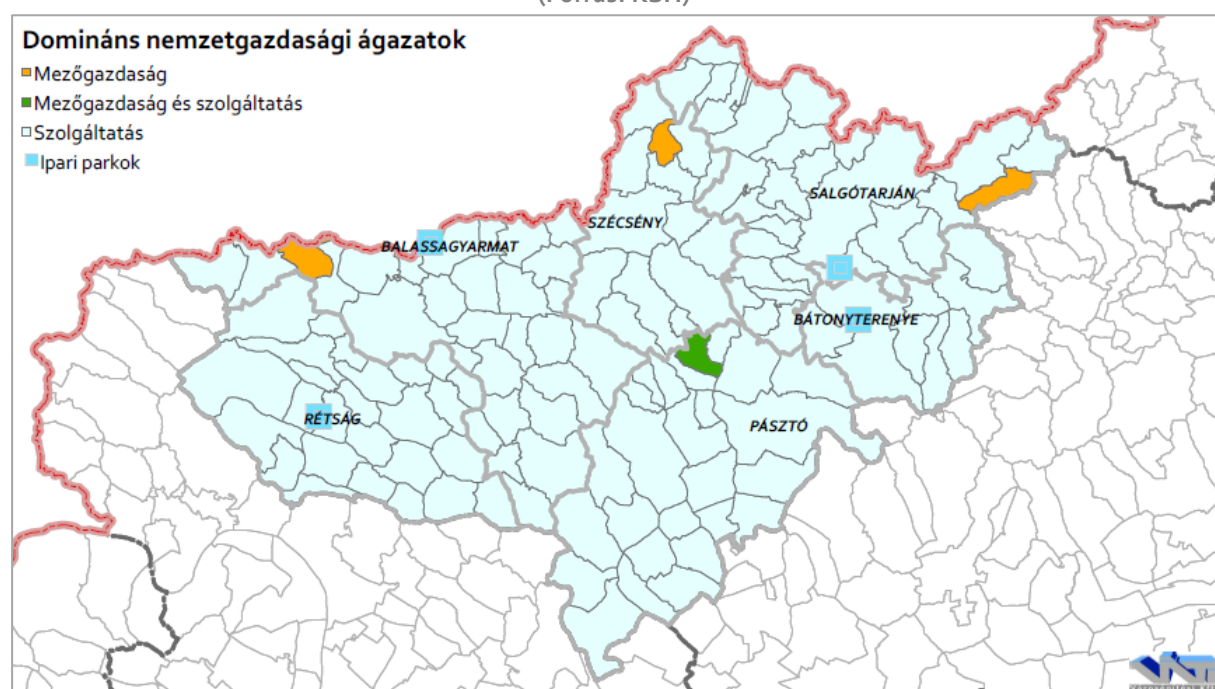 Domináns nemzetgazdasági ágazatok
Mezőgazdaság
Mezőgazdaság és szolgáltatás
Szolgáltatás
Ipari parkok
SALGÓTARJÁN
SZÉCSÉNY
BALASSAGYARMAT
BÁTONYTERENYE
RÉTSÁG
PÁSZTÓ